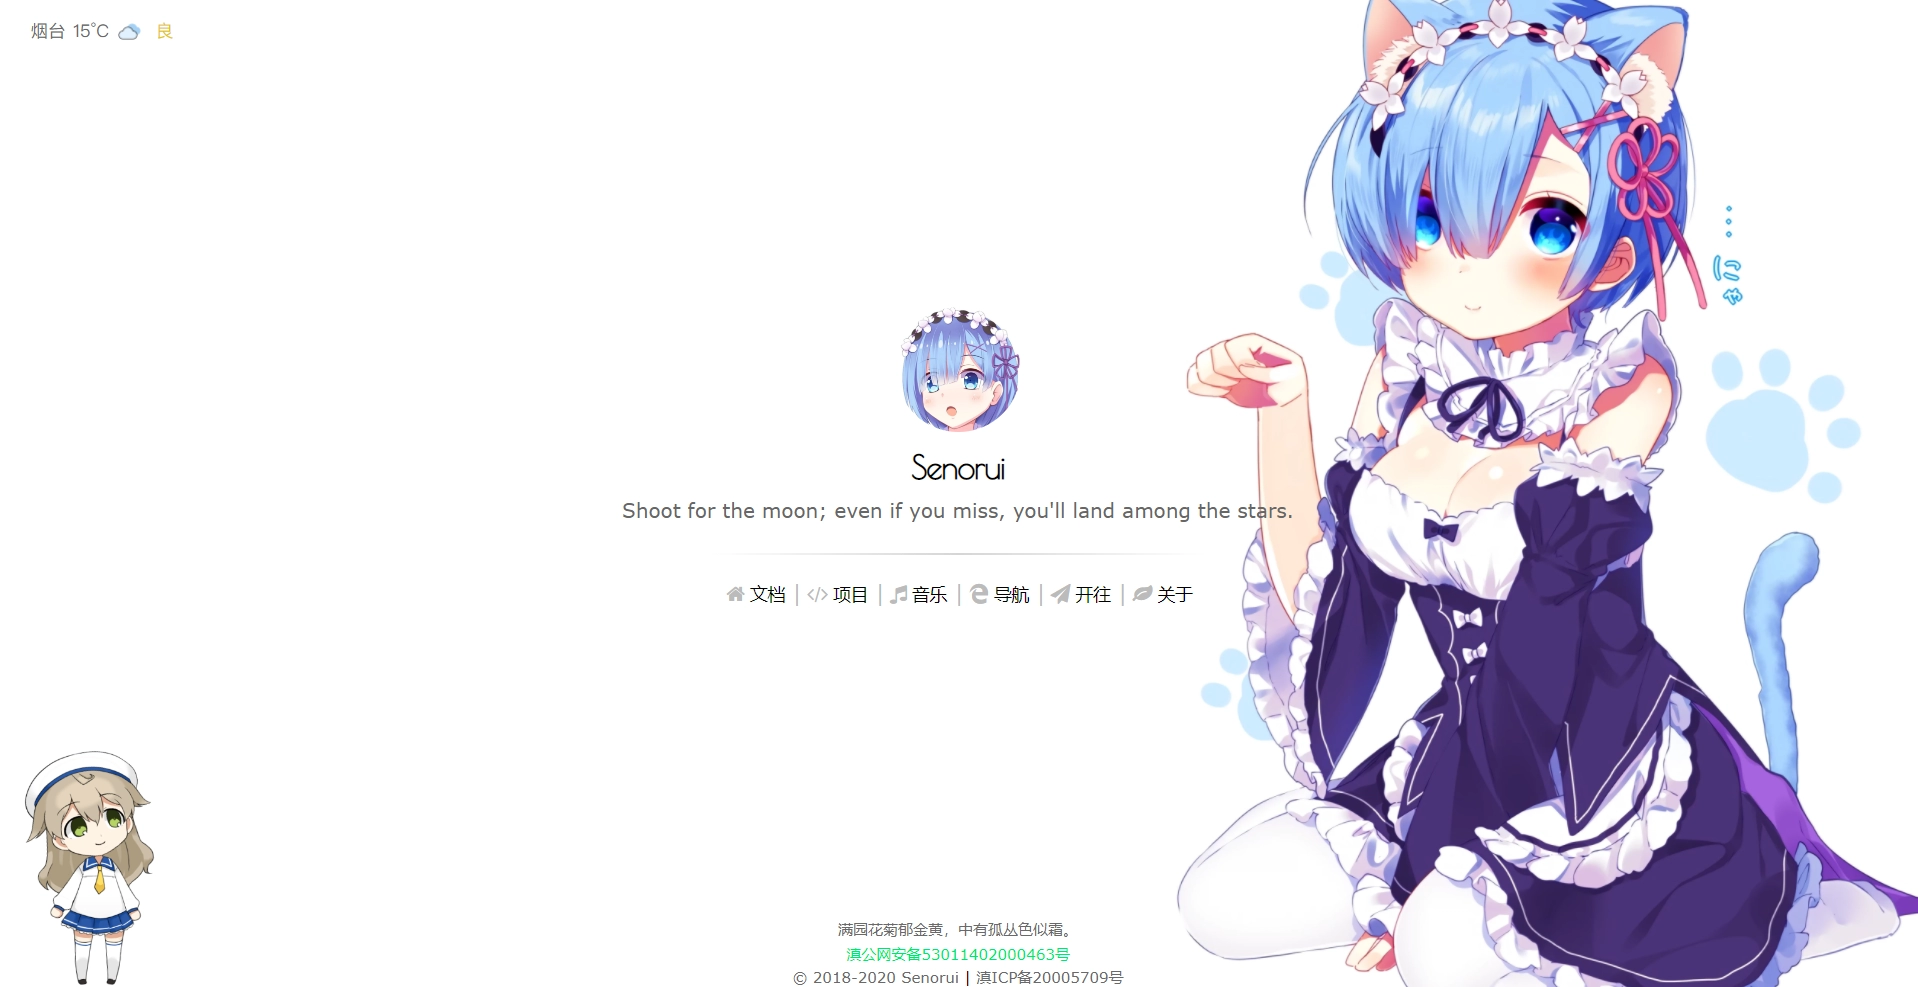 烟台 15°C 良
… にゃ
Senorui
Shoot for the moon; even if you miss, you'll land among the stars.
文档 | 项目 | 音乐 | 导航 | 开往 | 关于
满园花菊郁金黄，中有孤丛色似霜。
滇公网安备53011402000463号
© 2018-2020 Senorui | 滇ICP备20005709号